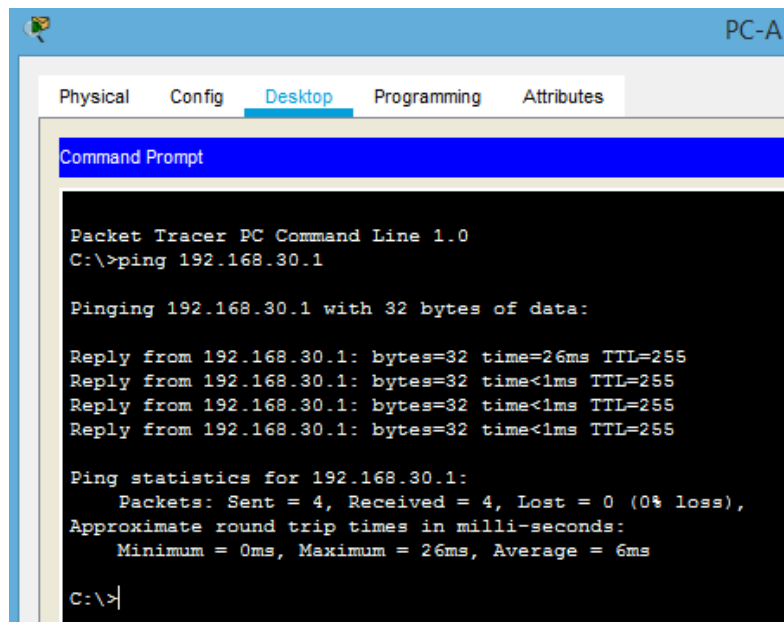 PC-A
Physical Config Desktop Programming Attributes
Command Prompt
Packet Tracer PC Command Line 1.0
C:\>ping 192.168.30.1
Pinging 192.168.30.1 with 32 bytes of data:
Reply from 192.168.30.1: bytes=32 time=26ms TTL=255
Reply from 192.168.30.1: bytes=32 time<1ms TTL=255
Reply from 192.168.30.1: bytes=32 time<1ms TTL=255
Reply from 192.168.30.1: bytes=32 time<1ms TTL=255
Ping statistics for 192.168.30.1:
Packets: Sent = 4, Received = 4, Lost = 0 (0% loss),
Approximate round trip times in milli-seconds:
Minimum = 0ms, Maximum = 26ms, Average = 6ms
C:\>